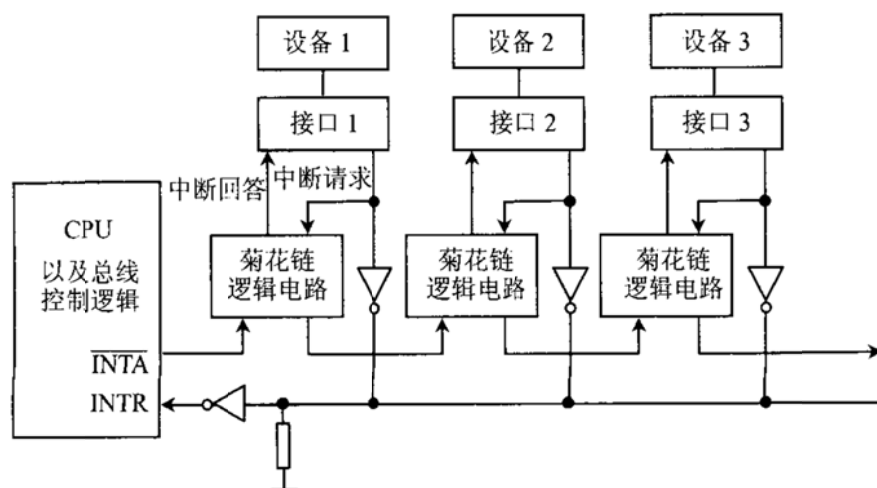 设备 1
设备 2
设备 3
接口 1
接口 2
接口 3
中断回答
中断请求
CPU
以及总线
控制逻辑
菊花链
逻辑电路
菊花链
逻辑电路
菊花链
逻辑电路
INTA
INTR